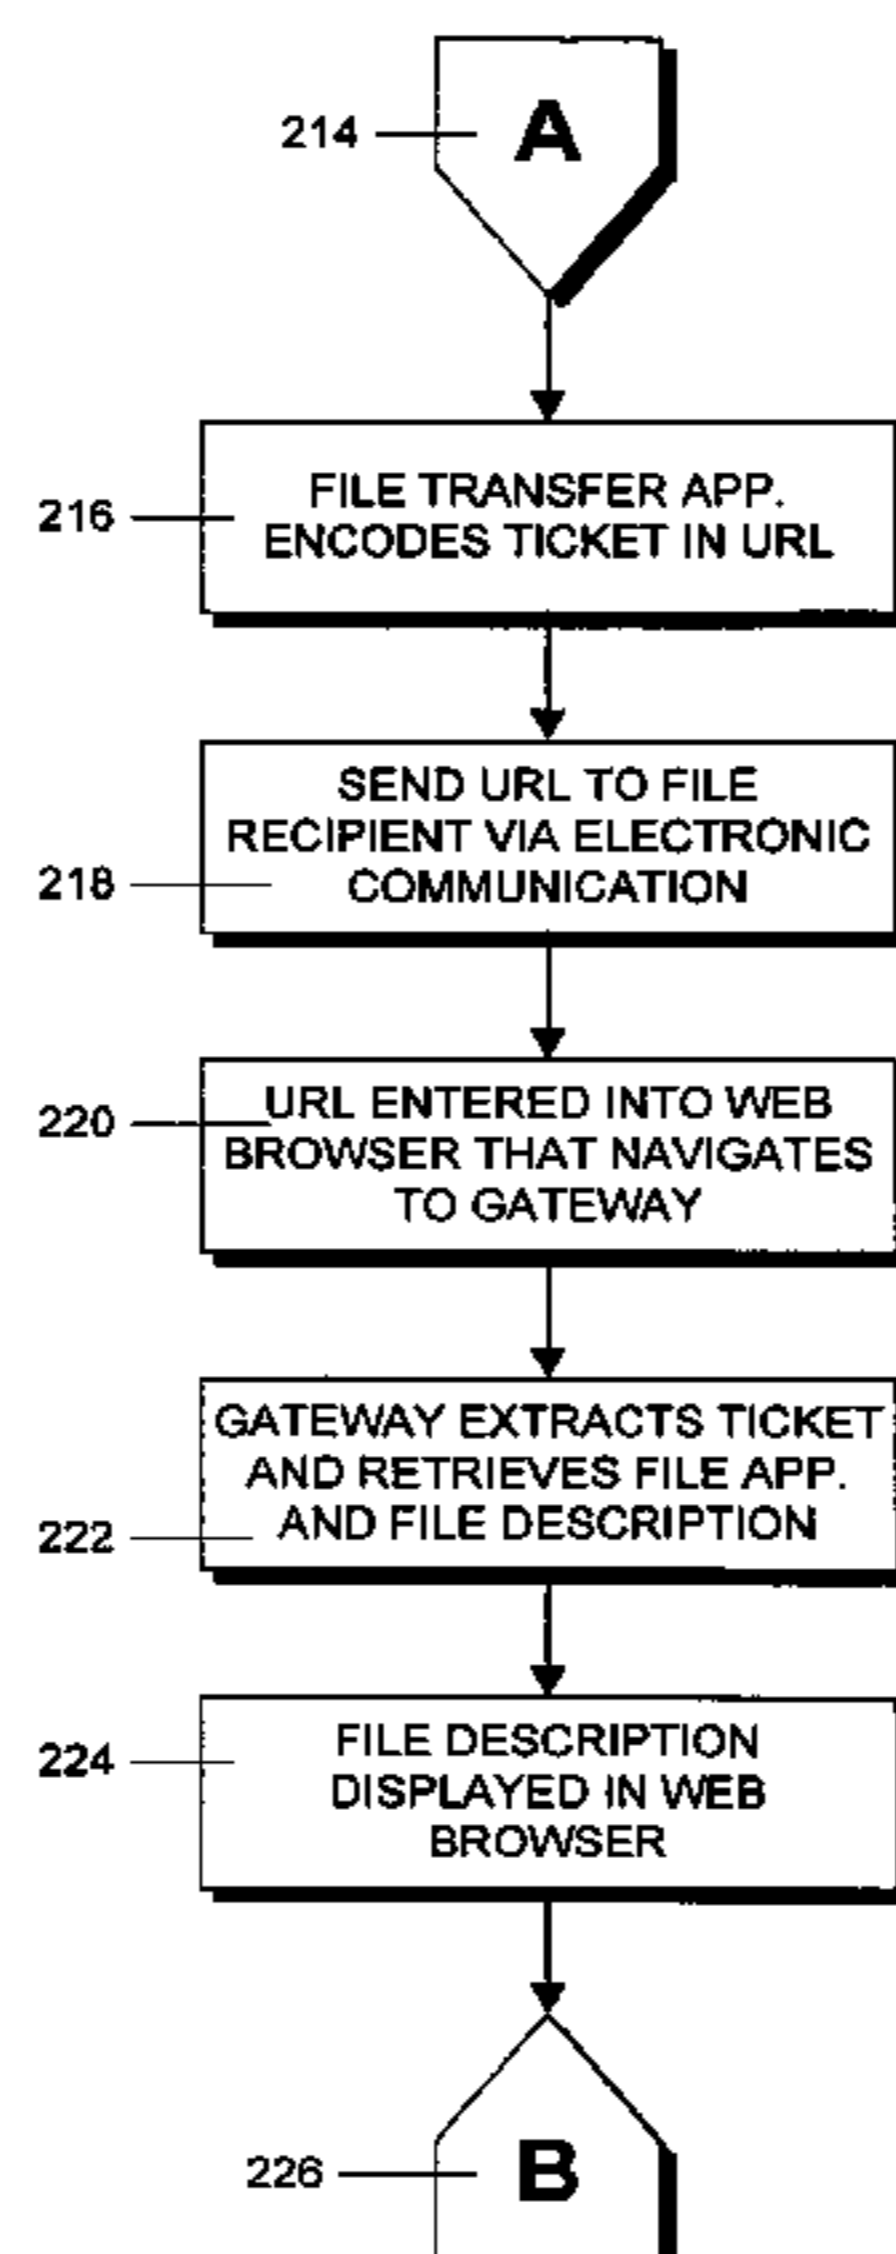 214
A
216
FILE TRANSFER APP.
ENCODES TICKET IN URL
SEND URL TO FILE
RECIPIENT VIA ELECTRONIC
218
COMMUNICATION
220
URL ENTERED INTO WEB
BROWSER THAT NAVIGATES
TO GATEWAY
GATEWAY EXTRACTS TICKET
AND RETRIEVES FILE APP.
222
AND FILE DESCRIPTION
224
FILE DESCRIPTION
DISPLAYED IN WEB
BROWSER
226
B